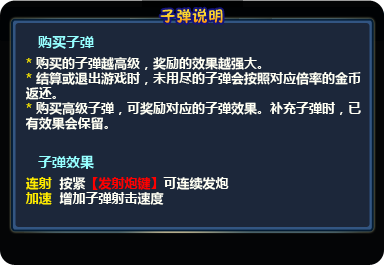 子弹说明
购买子弹
* 购买的子弹越高级，奖励的效果越强大。
* 结算或退出游戏时，未用尽的子弹会按照对应倍率的金币
返还。
* 购买高级子弹，可奖励对应的子弹效果。补充子弹时，已
有效果会保留。
子弹效果
连射 按紧【发射炮键】可连续发炮
加速 增加子弹射击速度